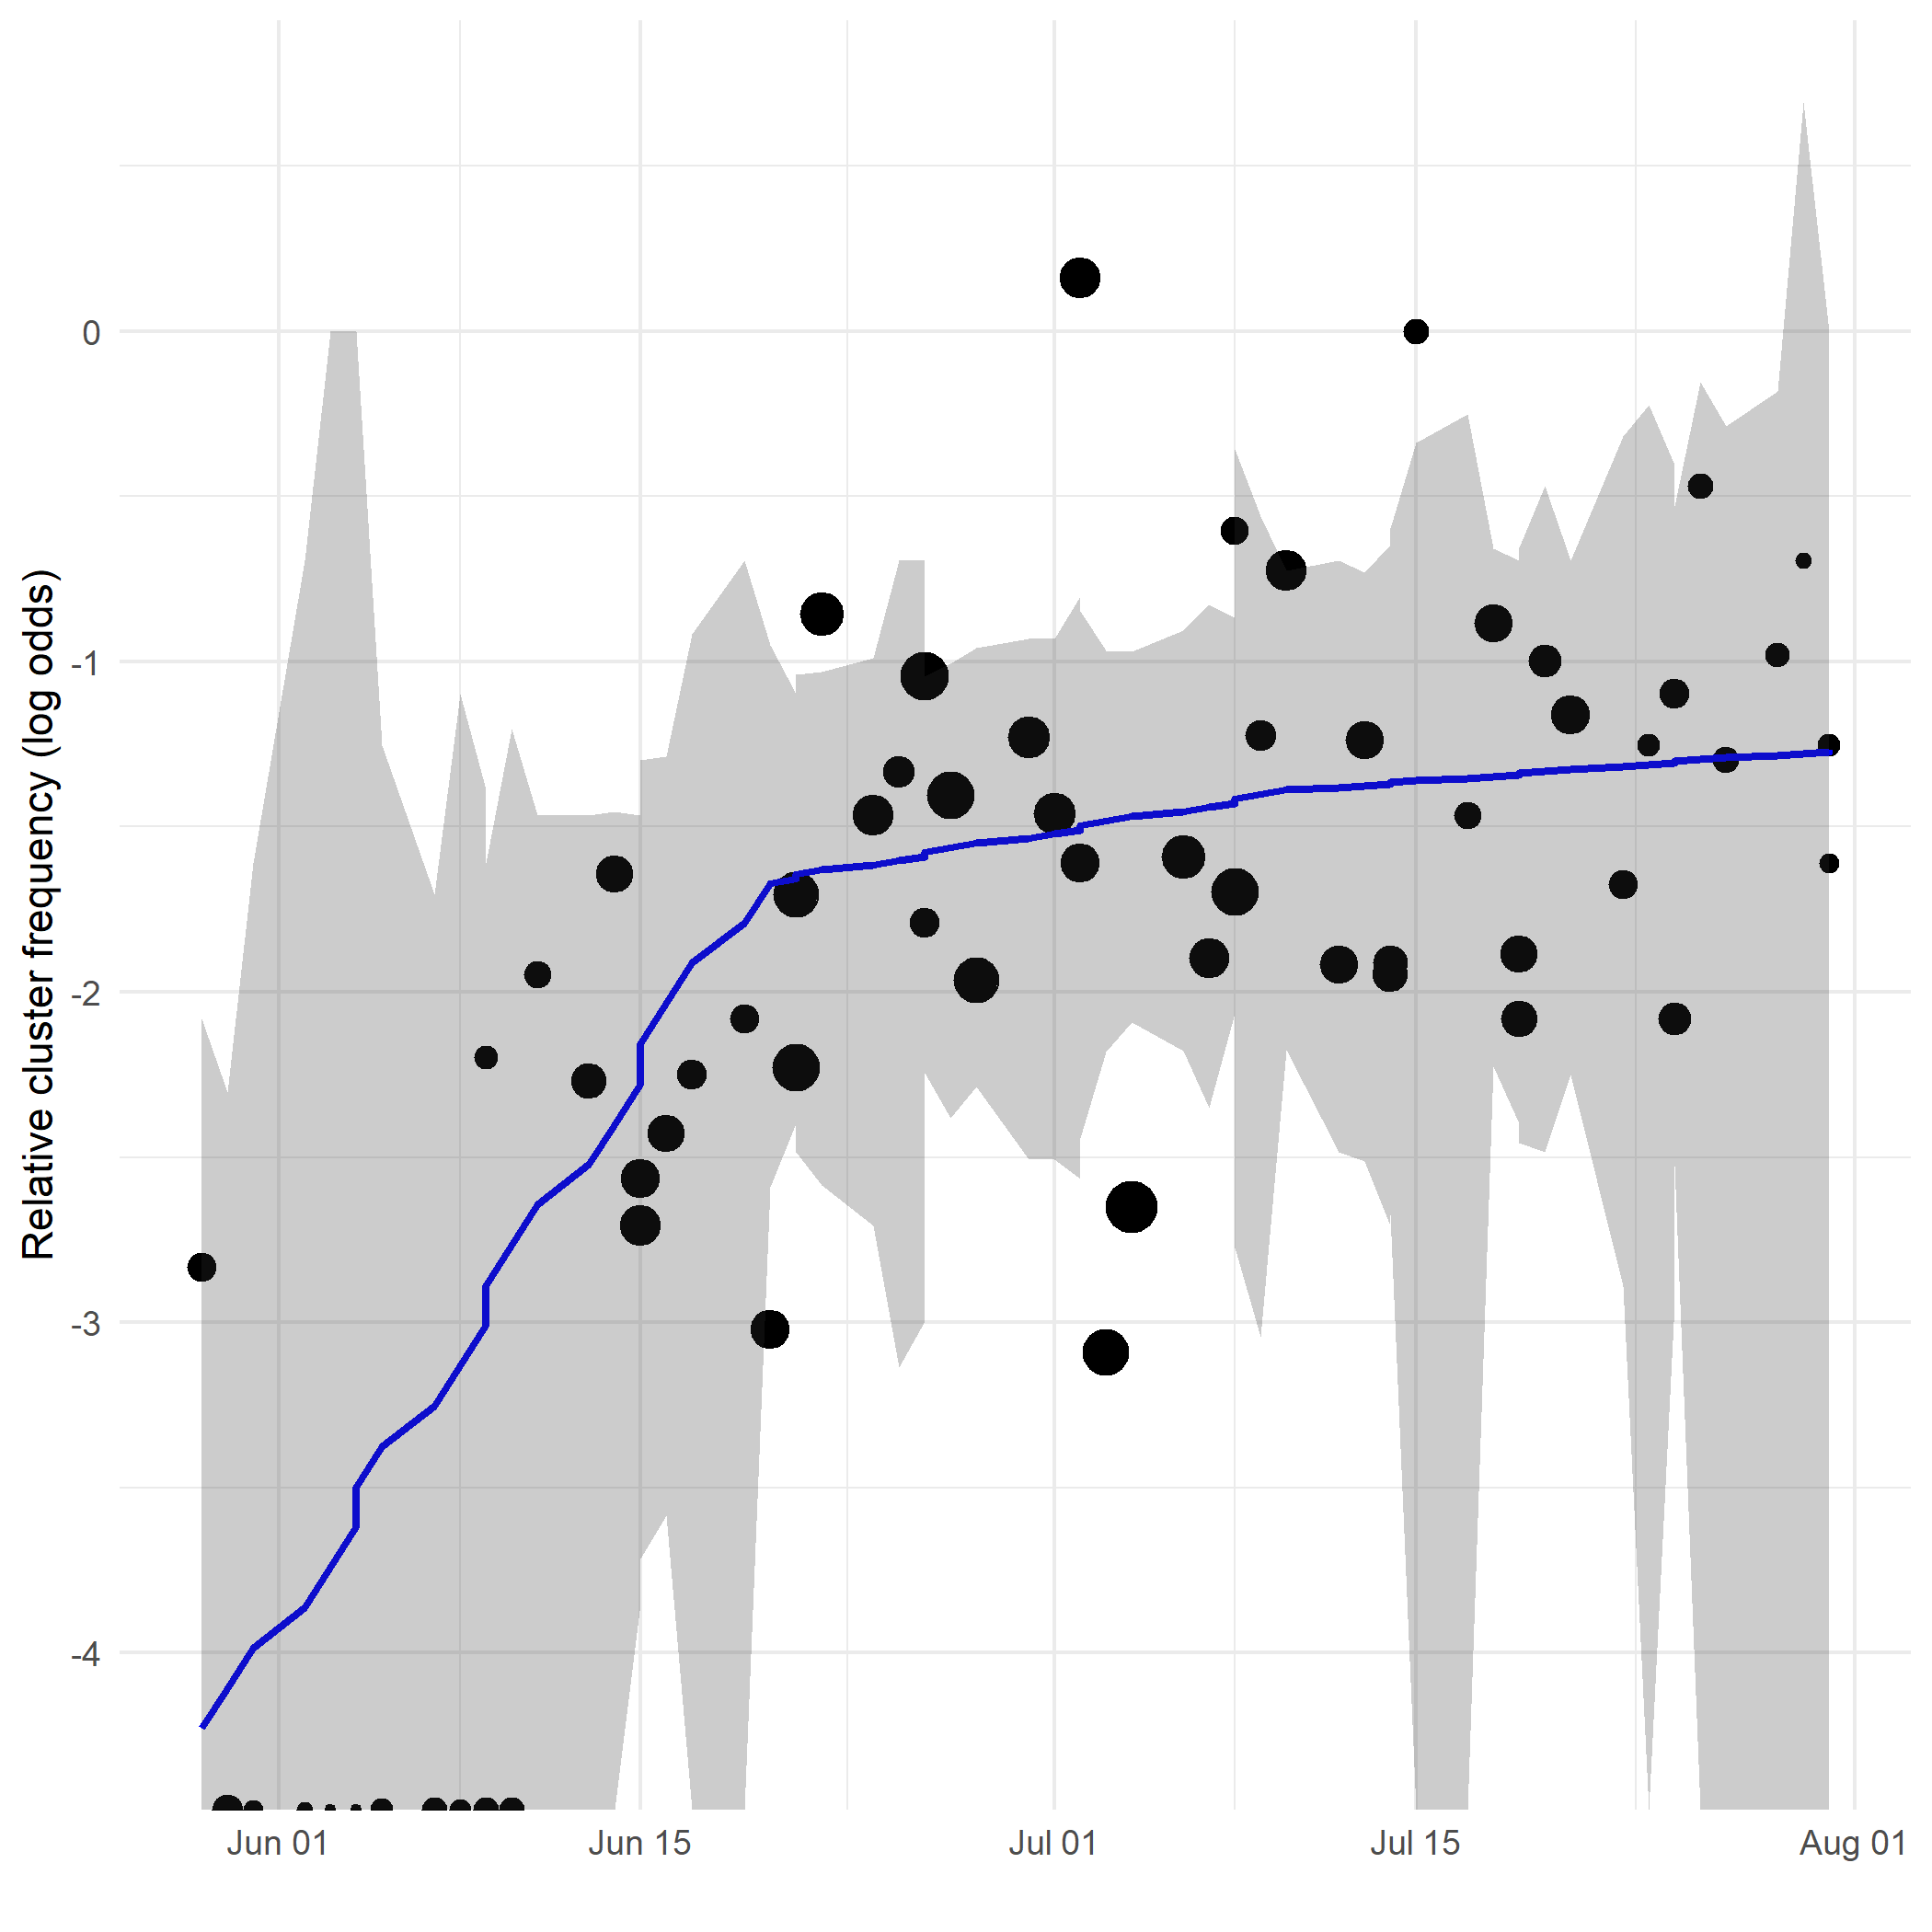 Relative cluster frequency (log odds)
0
-1
-2
-3
-4
Jun 01
Jun 15
Jul 01
Jul 15
Aug 01